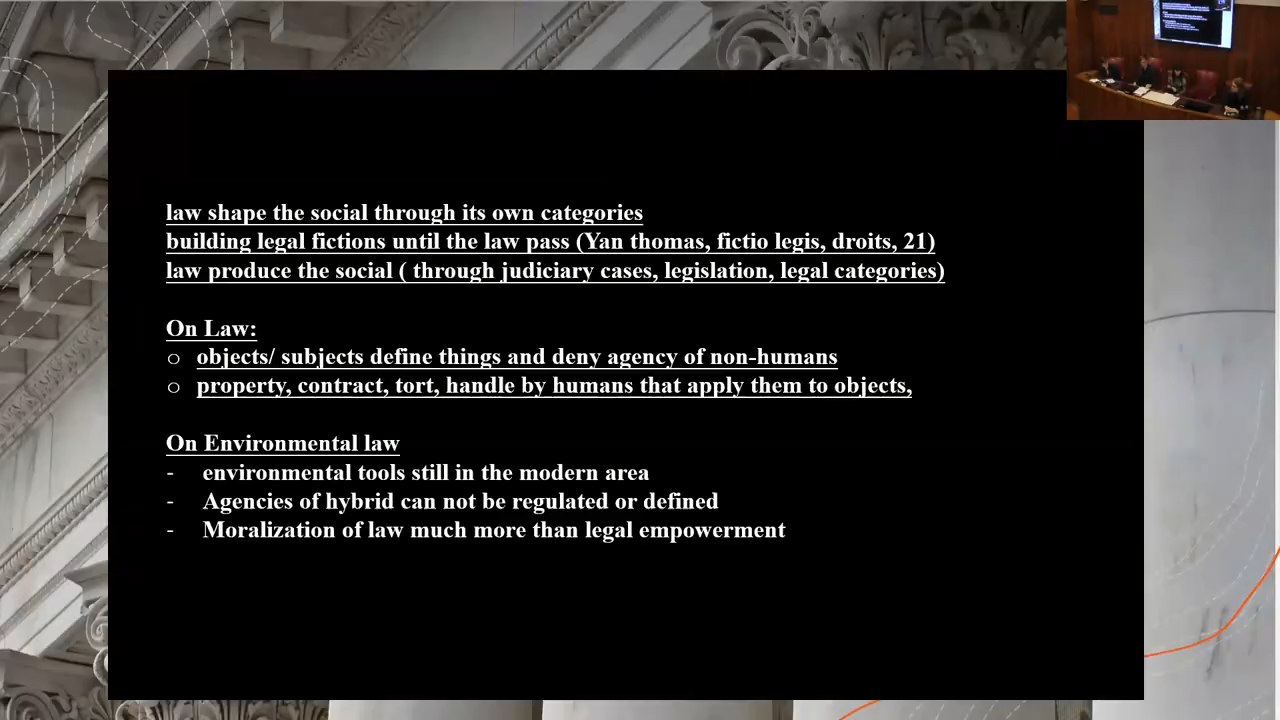 law shape the social through its own categories
building legal fictions until the law pass (Yan thomas, fictio legis, droits, 21)
law produce the social ( through judiciary cases, legislation, legal categories)
On Law:
o objects/ subjects define things and deny agency of non-humans
o property, contract, tort, handle by humans that apply them to objects,
On Environmental law
- environmental tools still in the modern area
- Agencies of hybrid can not be regulated or defined
- Moralization of law much more than legal empowerment